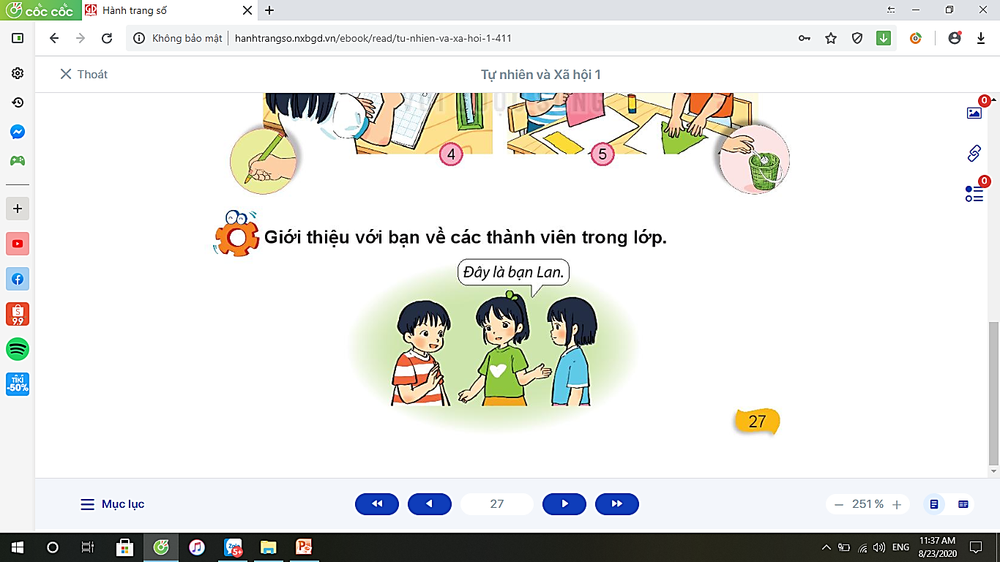 cốc cốc
Hành trang số
Không bảo mật
hanhtrangso.nxbgd.vn/ebook/read/tu-nhien-va-xa-hoi-1-411
Thoát
Tự nhiên và Xã hội 1
0
0
4
5
Giới thiệu với bạn về các thành viên trong lớp.
Đây là bạn Lan.
27
S
9.9
TIKI
-50%
Mục lục
27
251 %
Zalo
5+
ENG
11:37 AM
8/23/2020